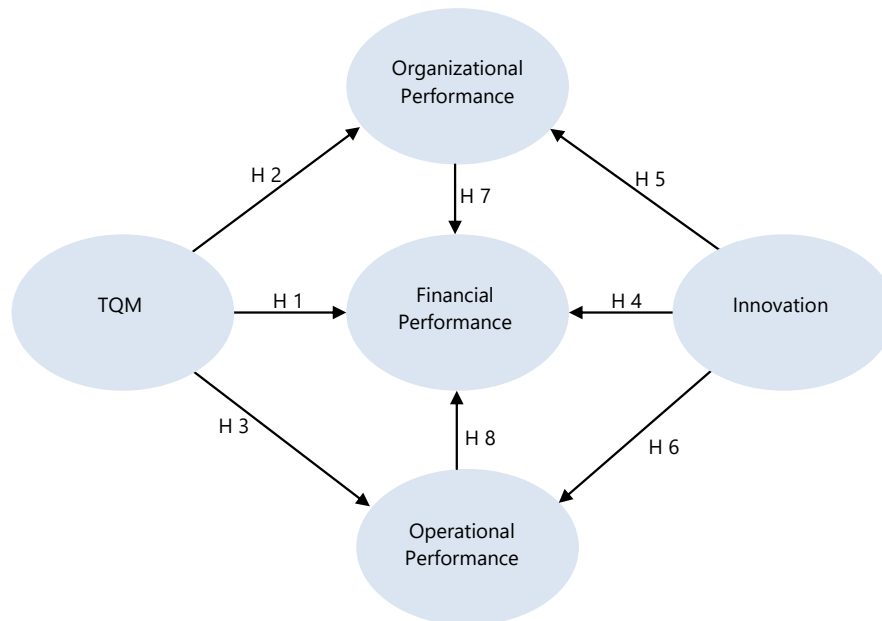 Organizational
Performance
H 2
H 5
H 7
TQM
H 1
Financial
Performance
H 4
Innovation
H 3
H 8
H 6
Operational
Performance